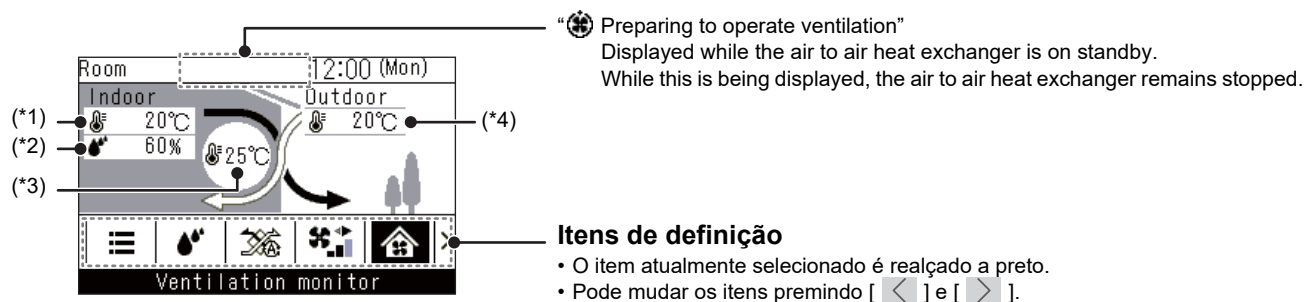 “ Preparing to operate ventilation”
Displayed while the air to air heat exchanger is on standby.
While this is being displayed, the air to air heat exchanger remains stopped.
Room 12:00 (Mon)
Indoor Outdoor
(*1) 20℃ 20℃ (*4)
(*2) 60%
25℃
(*3)
A
Ventilation monitor
Itens de definição
• O item atualmente selecionado é realçado a preto.
• Pode mudar os itens premindo [ < ] e [ > ].